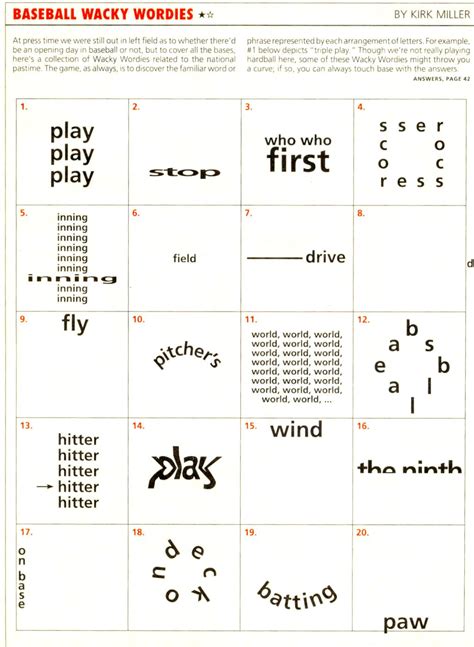 BASEBALL WACKY WORDIES ★☆
BY KIRK MILLER
At press time we were still out in left field as to whether there'd
be an opening day in baseball or not, but to cover all the bases,
here's a collection of Wacky Wordies related to the national
pastime. The game, as always, is to discover the familiar word or
phrase represented by each arrangement of letters. For example,
#1 below depicts "triple play." Though we're not really playing
hardball here, some of these Wacky Wordies might throw you
a curve; if so, you can always touch base with the answers.
ANSWERS, PAGE 42
1.
play
play
play
2.
stop
3.
who who
first
4.
s s e r
c o
o c
r e s s
5.
inning
inning
inning
inning
inning
inning
inning
inning
inning
6.
field
7.
drive
8.
9.
fly
10.
pitcher's
11.
world, world, world,
world, world, world,
world, world, world,
world, world, world,
world, world, world,
world, world, world,
world, world, ...
12.
b
a s
e b
a l
l
13.
hitter
hitter
hitter
→ hitter
hitter
14.
play
15.
wind
16.
the ninth
17.
o
n
b
a
s
e
18.
o n d e c k
19.
batting
20.
paw